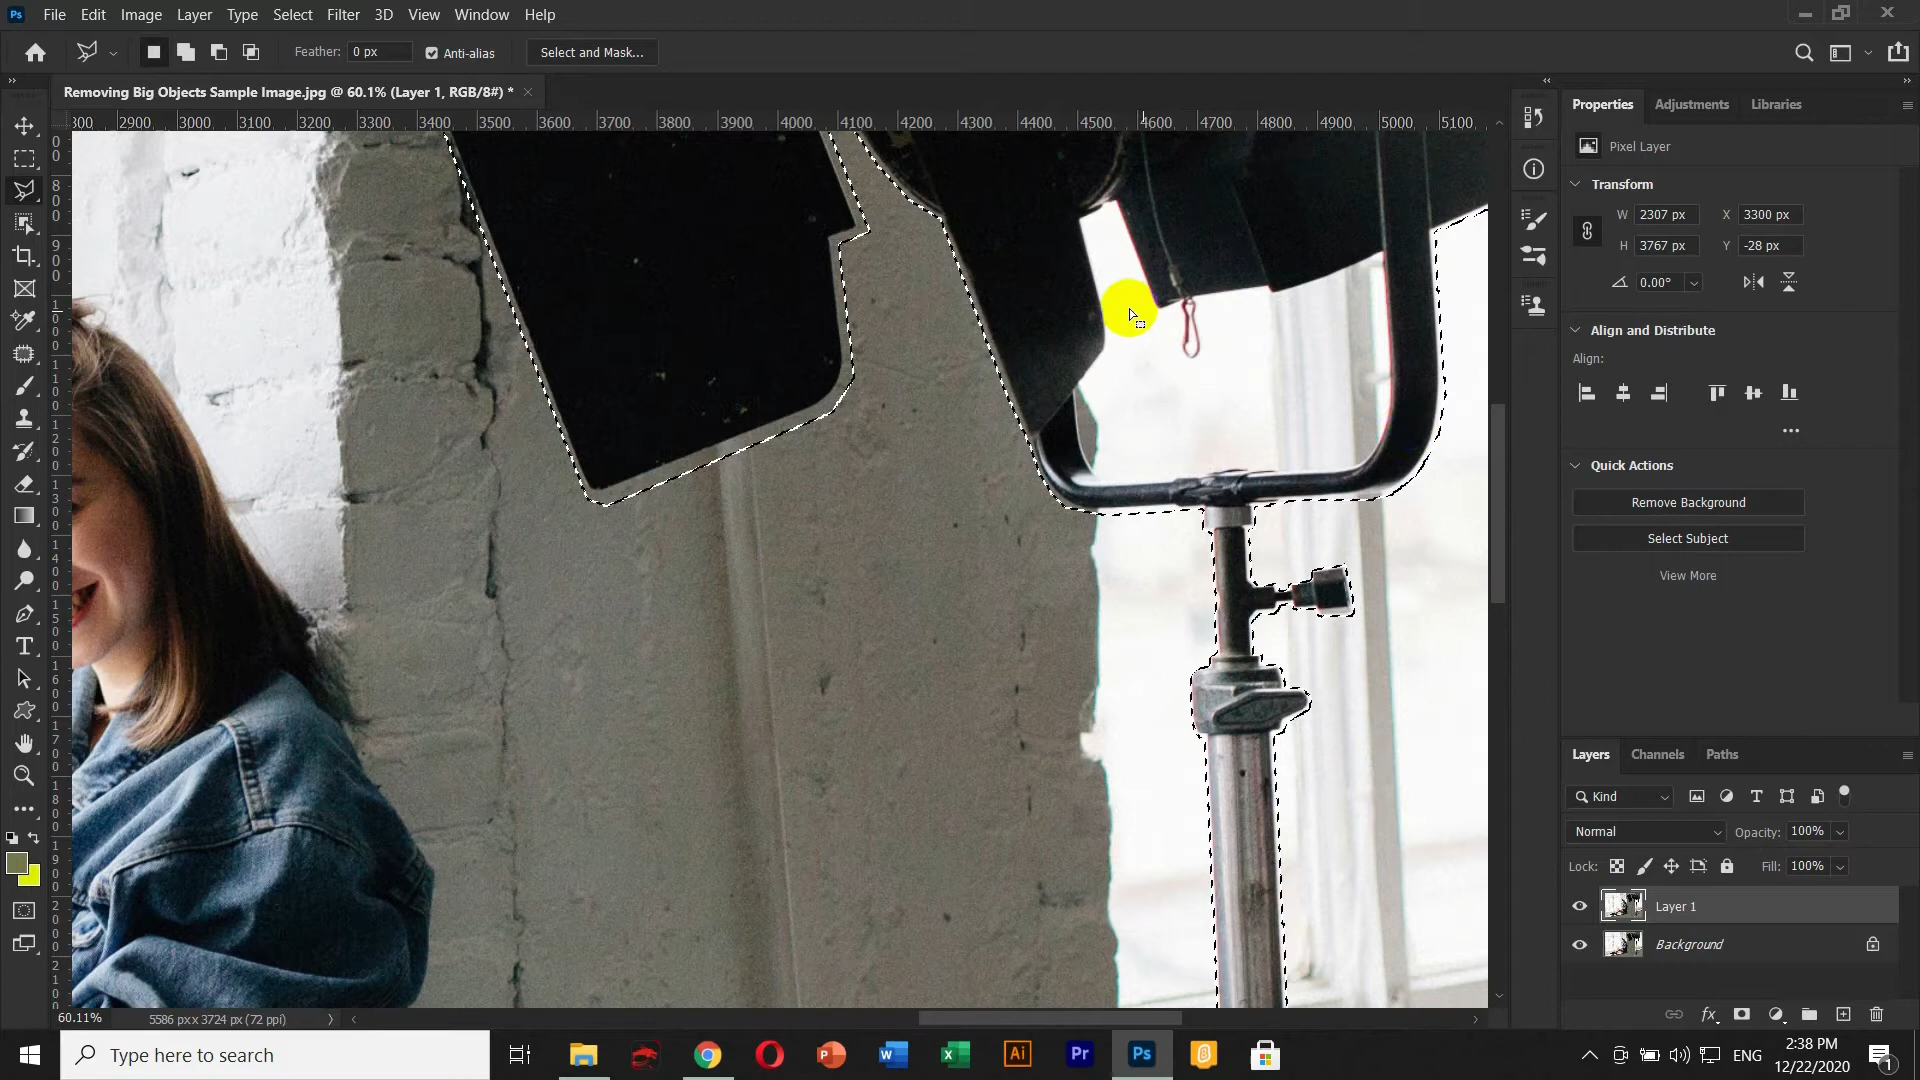 Ps File Edit Image Layer Type Select Filter 3D View Window Help
Feather: 0 px Anti-alias Select and Mask...
Removing Big Objects Sample Image.jpg @ 60.1% (Layer 1, RGB/8#) *
Properties Adjustments Libraries
800 2900 3000 3100 3200 3300 3400 3500 3600 3700 3800 3900 4000 4100 4200 4300 4400 4500 4600 4700 4800 4900 5000 5100
Pixel Layer
Transform
W 2307 px X 3300 px
H 3767 px Y -28 px
0.00°
Align and Distribute
Align:
Quick Actions
Remove Background
Select Subject
View More
Layers Channels Paths
Kind
Normal Opacity: 100%
Lock: Fill: 100%
Layer 1
Background
60.11% 5586 px x 3724 px (72 ppi)
Type here to search
ENG
2:38 PM
12/22/2020
1